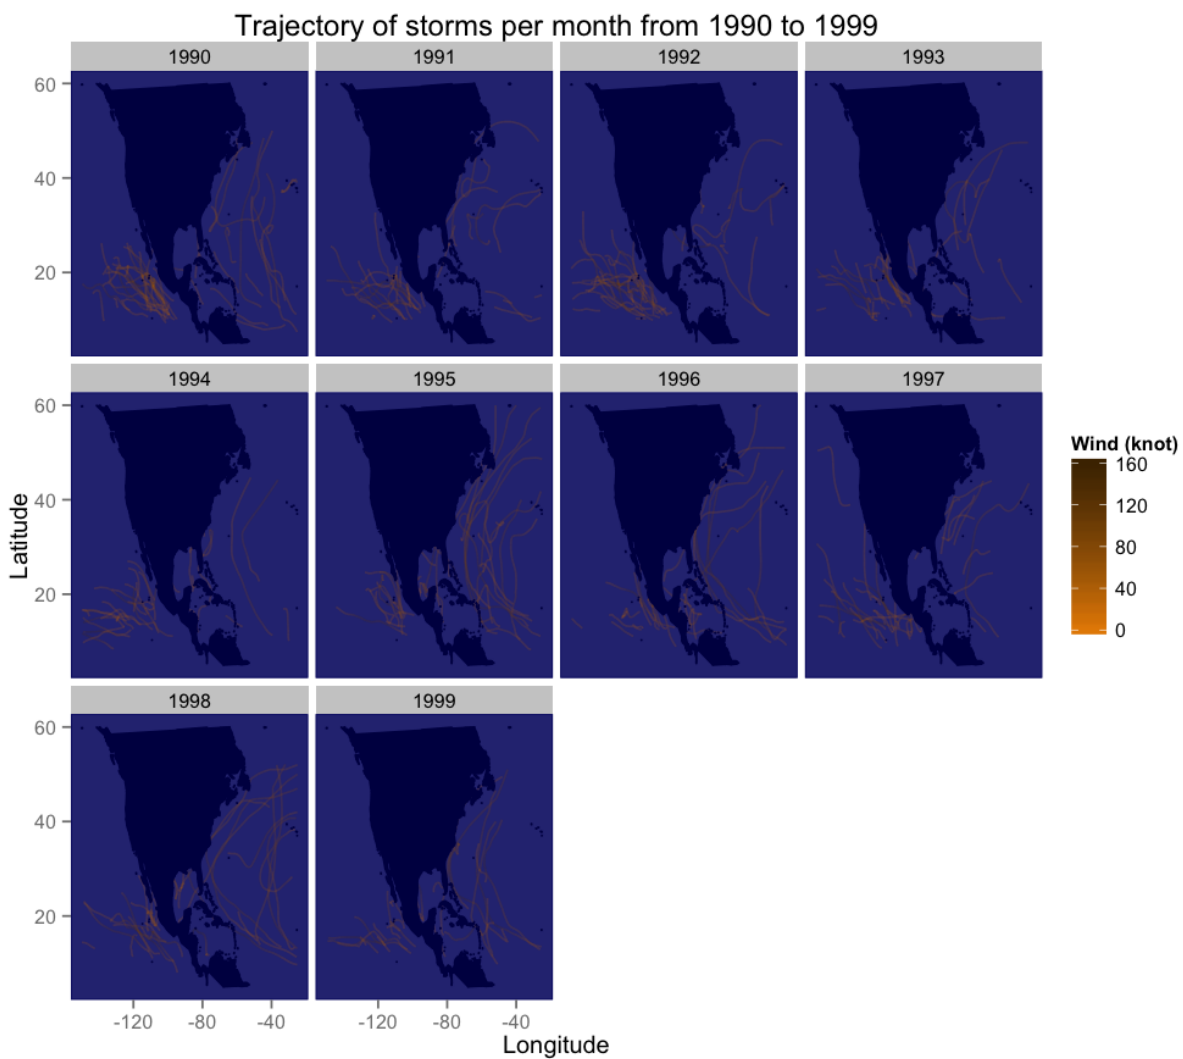 Trajectory of storms per month from 1990 to 1999
1990 1991 1992 1993
60
40
20
1994 1995 1996 1997
60
40
20
1998 1999
60
40
20
-120 -80 -40 -120 -80 -40
Longitude
Latitude
Wind (knot)
160
120
80
40
0